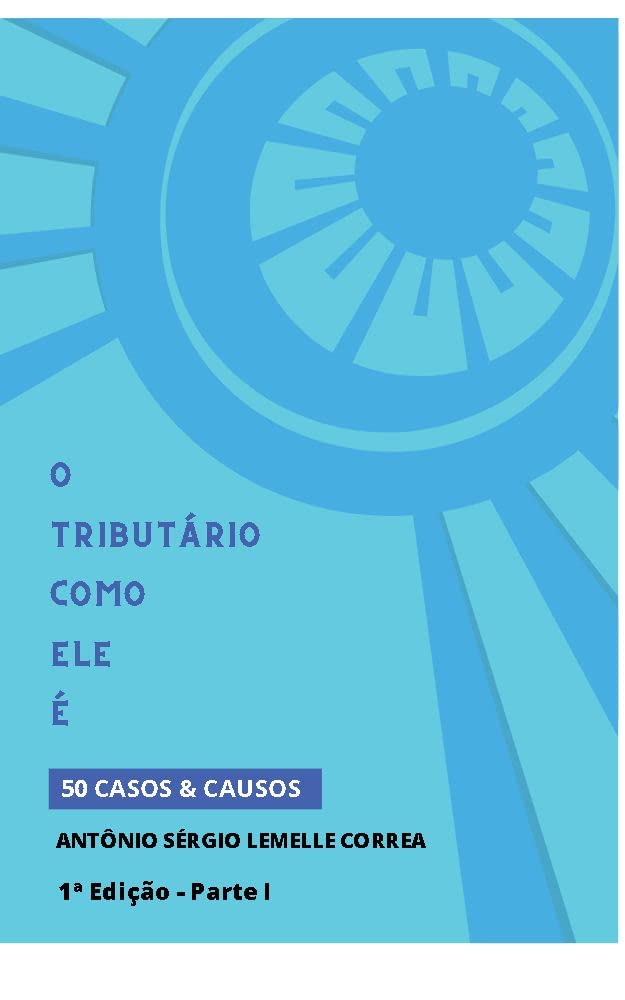 O
TRIBUTÁRIO
COMO
ELE
É
50 CASOS & CAUSOS
ANTÔNIO SÉRGIO LEMELLE CORREA
1ª Edição - Parte I